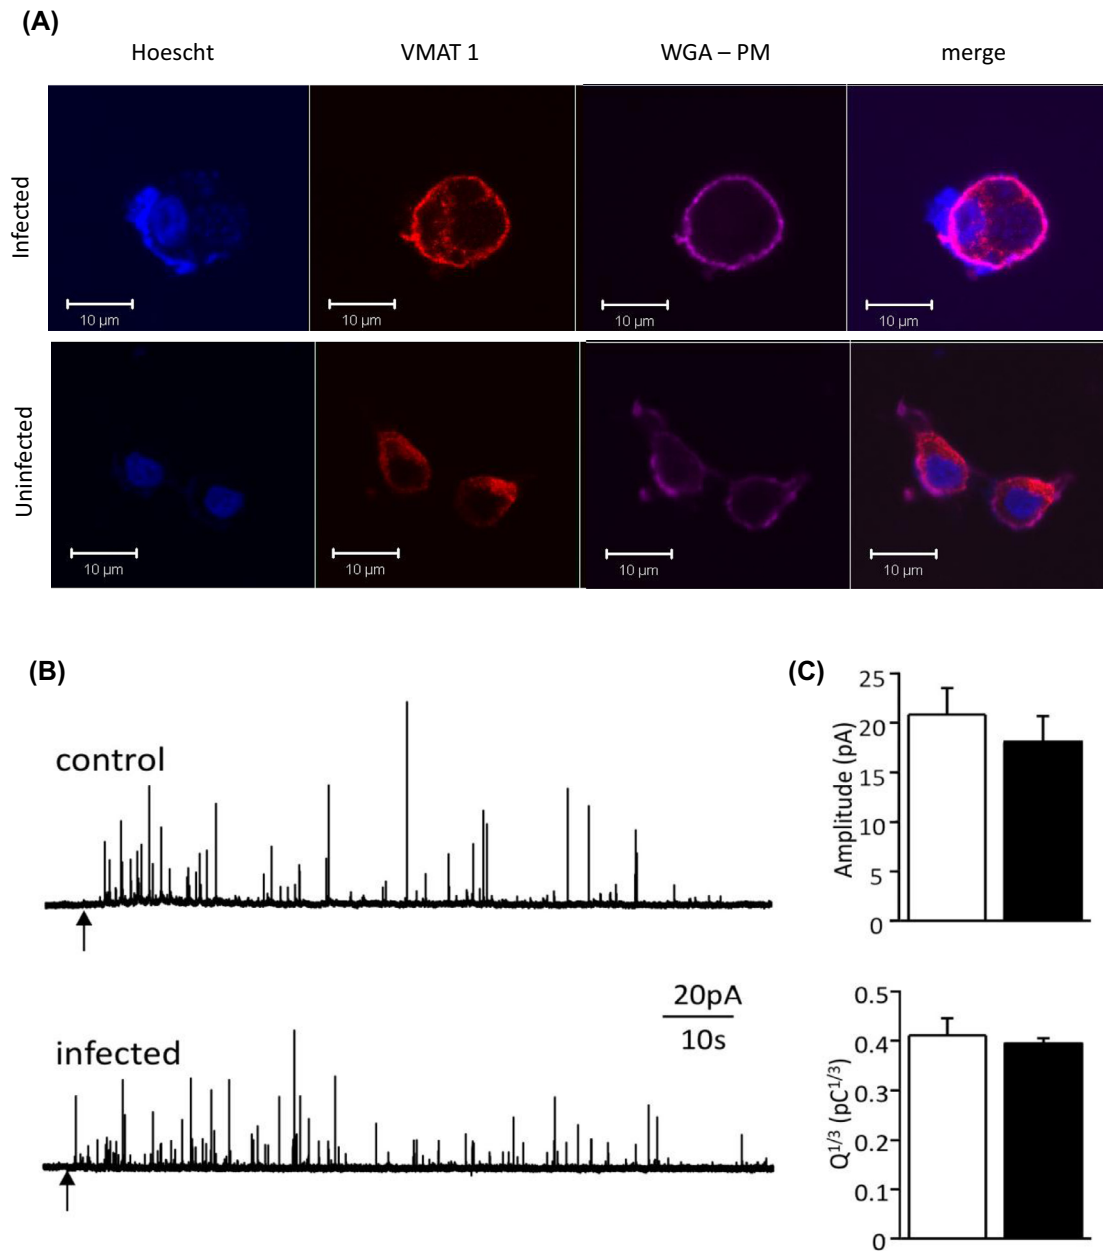 (A)
Hoescht VMAT 1 WGA – PM merge
Infected
10 µm 10 µm 10 µm 10 µm
Uninfected
10 µm 10 µm 10 µm 10 µm
(B)
control
20pA
10s
infected
(C)
25
20
15
10
5
0
Amplitude (pA)
0.5
0.4
0.3
0.2
0.1
0
Q1/3 (pC1/3)